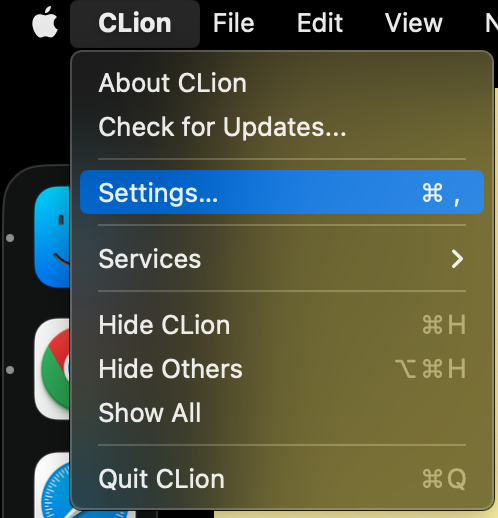 CLion File Edit View
About CLion
Check for Updates...
Settings... ⌘ ,
Services
Hide CLion ⌘H
Hide Others ⌥⌘H
Show All
Quit CLion ⌘Q